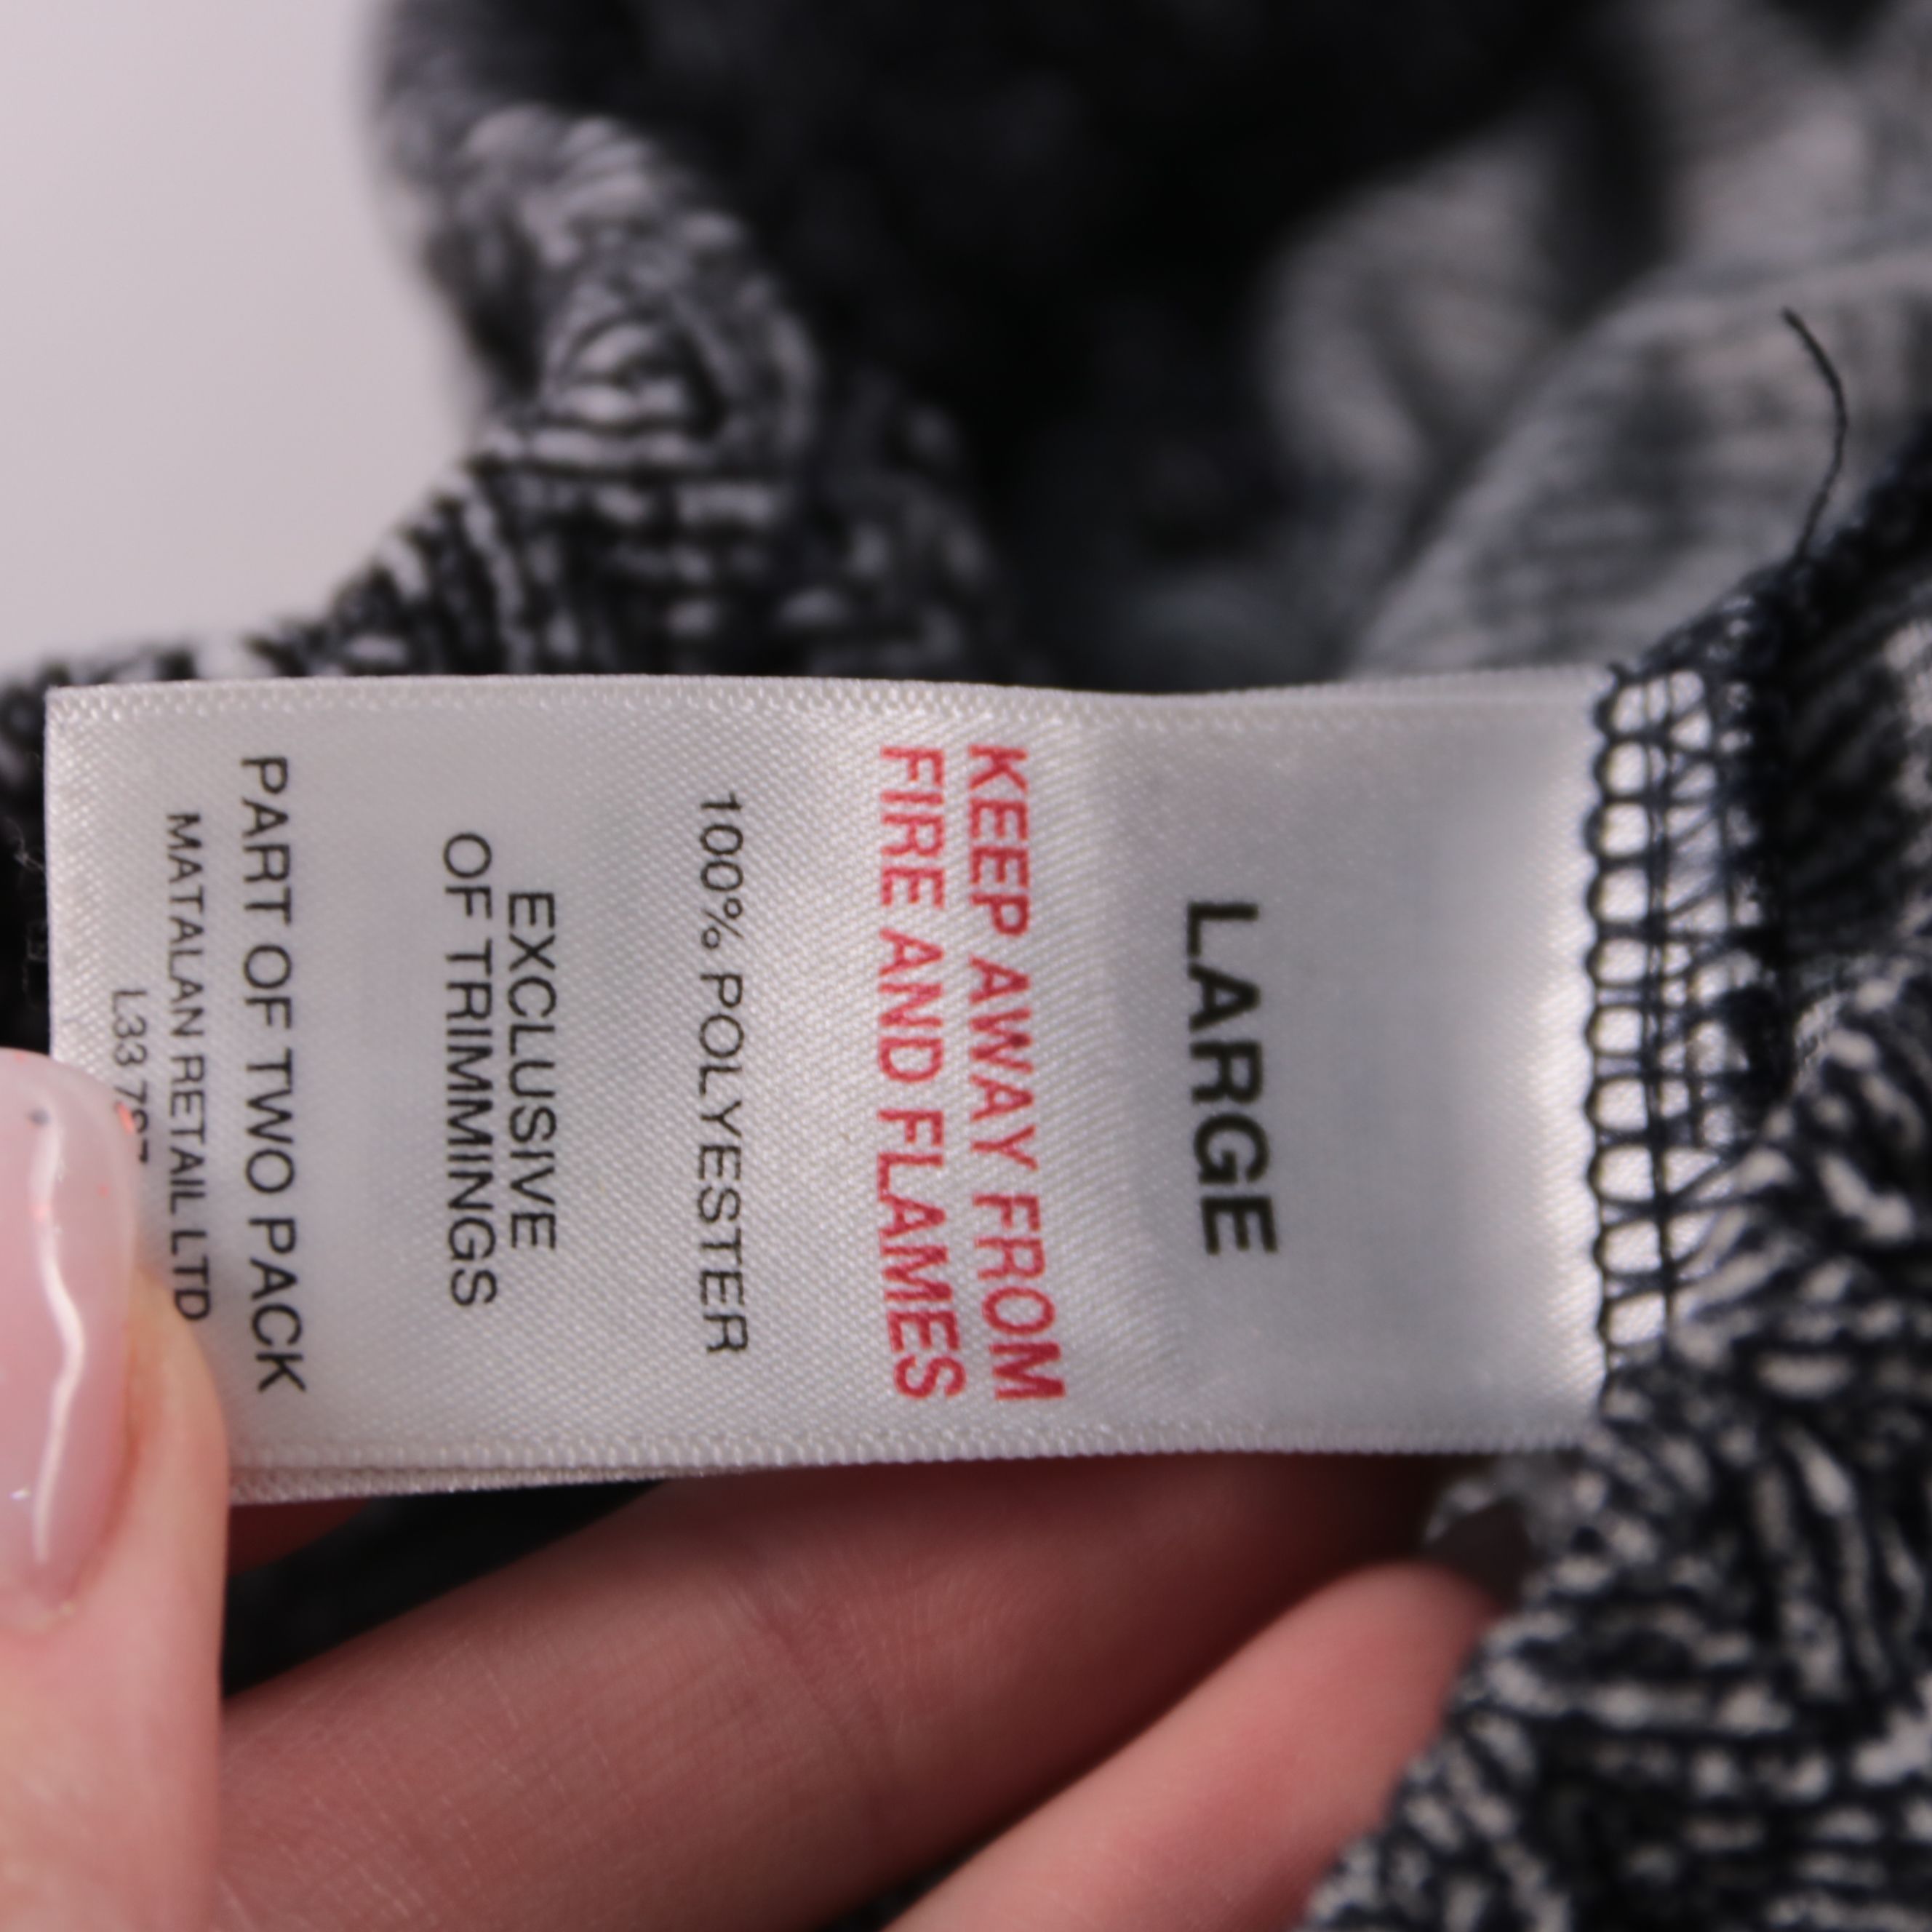 LARGE
KEEP AWAY FROM
FIRE AND FLAMES
100% POLYESTER
EXCLUSIVE
OF TRIMMINGS
PART OF TWO PACK
MATALAN RETAIL LTD